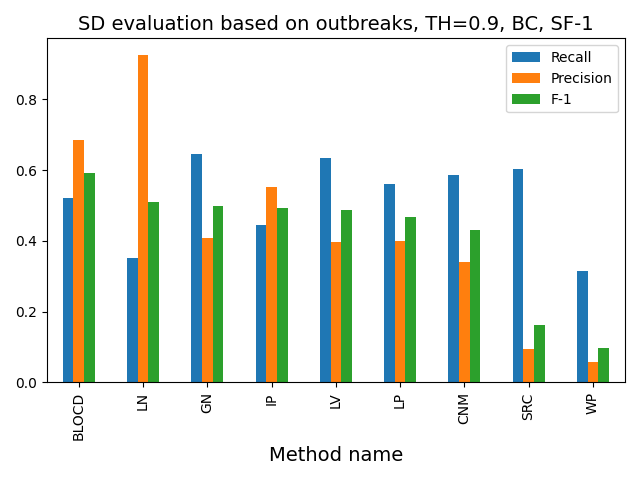 SD evaluation based on outbreaks, TH=0.9, BC, SF-1
Recall
Precision
F-1
0.8
0.6
0.4
0.2
0.0
BLOCD
LN
GN
IP
LV
LP
CNM
SRC
WP
Method name